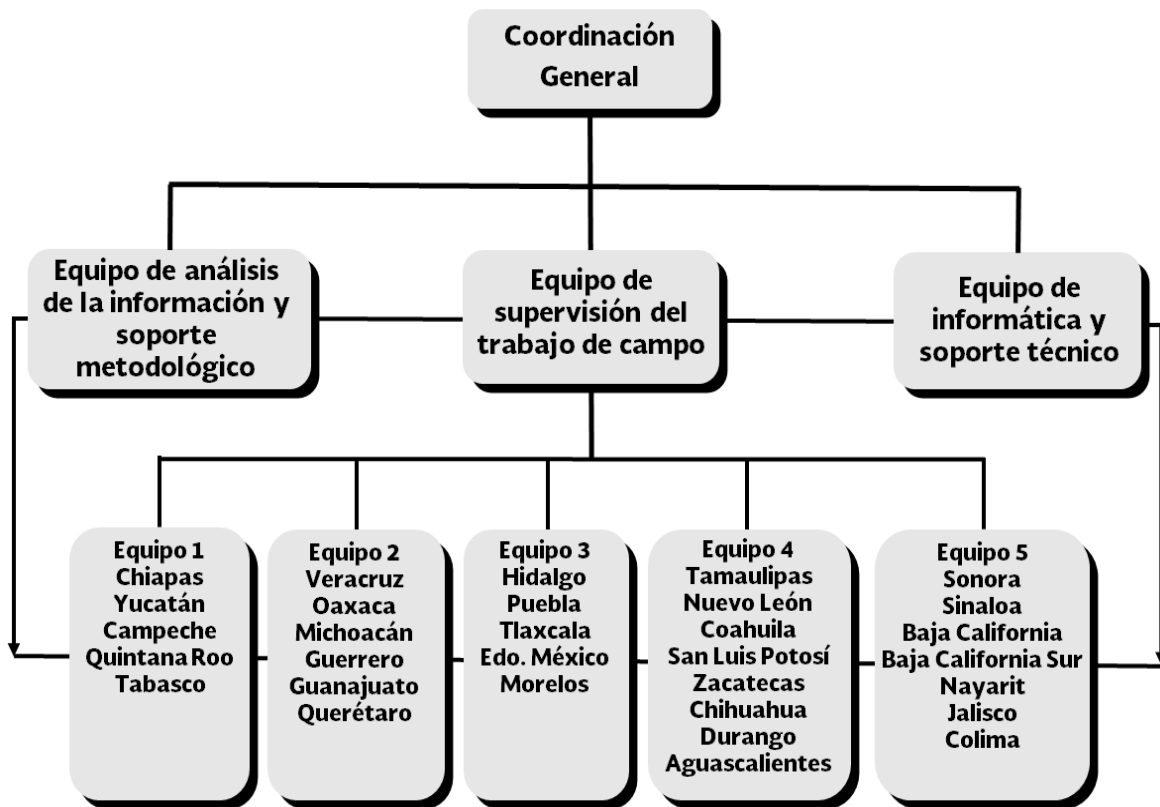 Coordinación
General
Equipo de análisis
de la información y
soporte
metodológico
Equipo de
supervisión del
trabajo de campo
Equipo de
informática y
soporte técnico
Equipo 1
Chiapas
Yucatán
Campeche
Quintana Roo
Tabasco
Equipo 2
Veracruz
Oaxaca
Michoacán
Guerrero
Guanajuato
Querétaro
Equipo 3
Hidalgo
Puebla
Tlaxcala
Edo. México
Morelos
Equipo 4
Tamaulipas
Nuevo León
Coahuila
San Luis Potosí
Zacatecas
Chihuahua
Durango
Aguascalientes
Equipo 5
Sonora
Sinaloa
Baja California
Baja California Sur
Nayarit
Jalisco
Colima